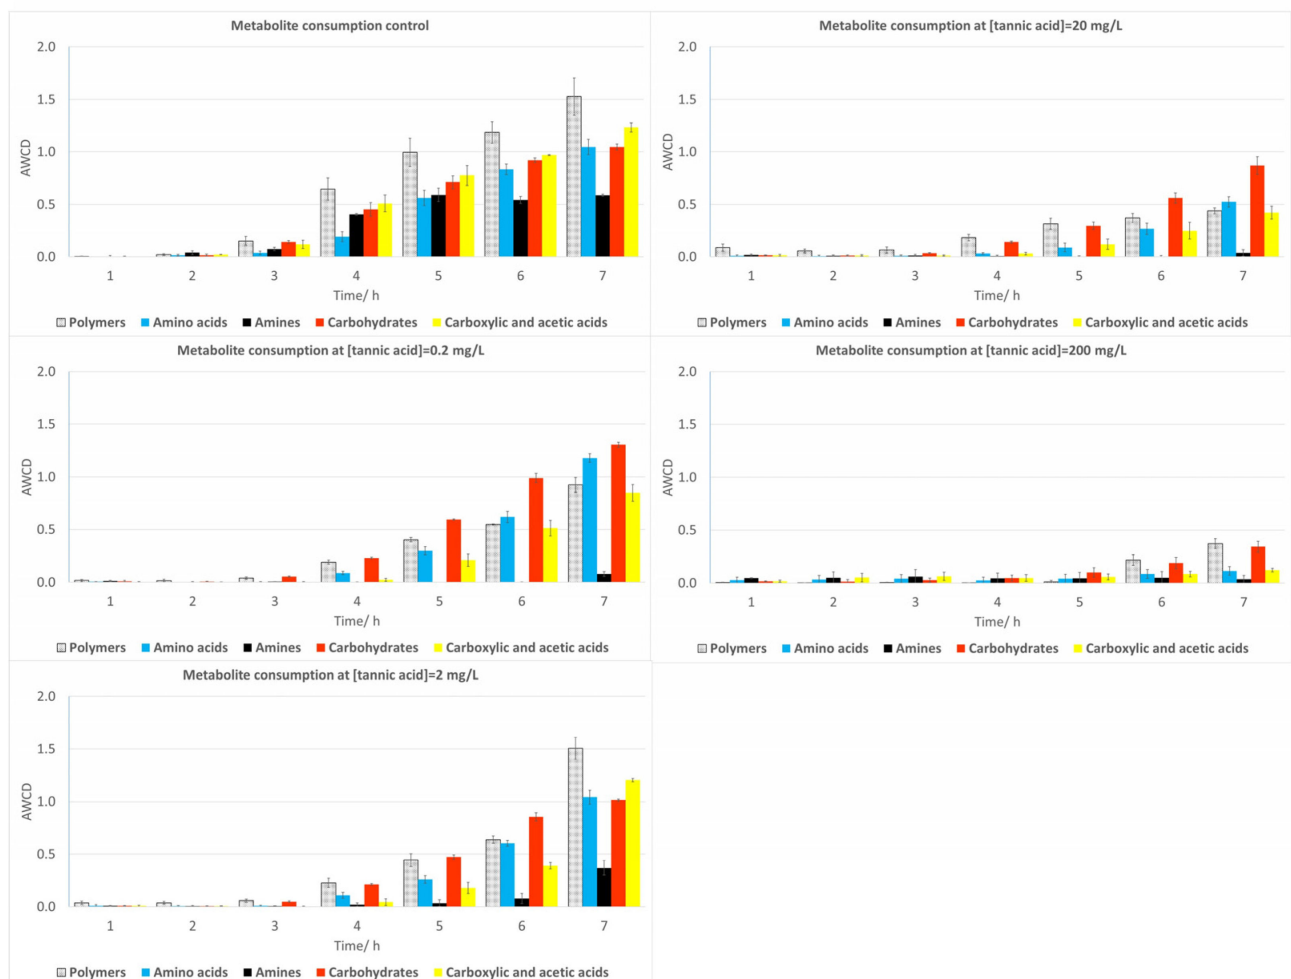 Metabolite consumption control
2.0
1.5
1.0
0.5
0.0
AWCD
1 2 3 4 5 6 7
Time/ h
Polymers Amino acids Amines Carbohydrates Carboxylic and acetic acids
Metabolite consumption at [tannic acid]=20 mg/L
2.0
1.5
1.0
0.5
0.0
AWCD
1 2 3 4 5 6 7
Time/ h
Polymers Amino acids Amines Carbohydrates Carboxylic and acetic acids
Metabolite consumption at [tannic acid]=0.2 mg/L
2.0
1.5
1.0
0.5
0.0
AWCD
1 2 3 4 5 6 7
Time/ h
Polymers Amino acids Amines Carbohydrates Carboxylic and acetic acids
Metabolite consumption at [tannic acid]=200 mg/L
2.0
1.5
1.0
0.5
0.0
AWCD
1 2 3 4 5 6 7
Time/ h
Polymers Amino acids Amines Carbohydrates Carboxylic and acetic acids
Metabolite consumption at [tannic acid]=2 mg/L
2.0
1.5
1.0
0.5
0.0
AWCD
1 2 3 4 5 6 7
Time/ h
Polymers Amino acids Amines Carbohydrates Carboxylic and acetic acids